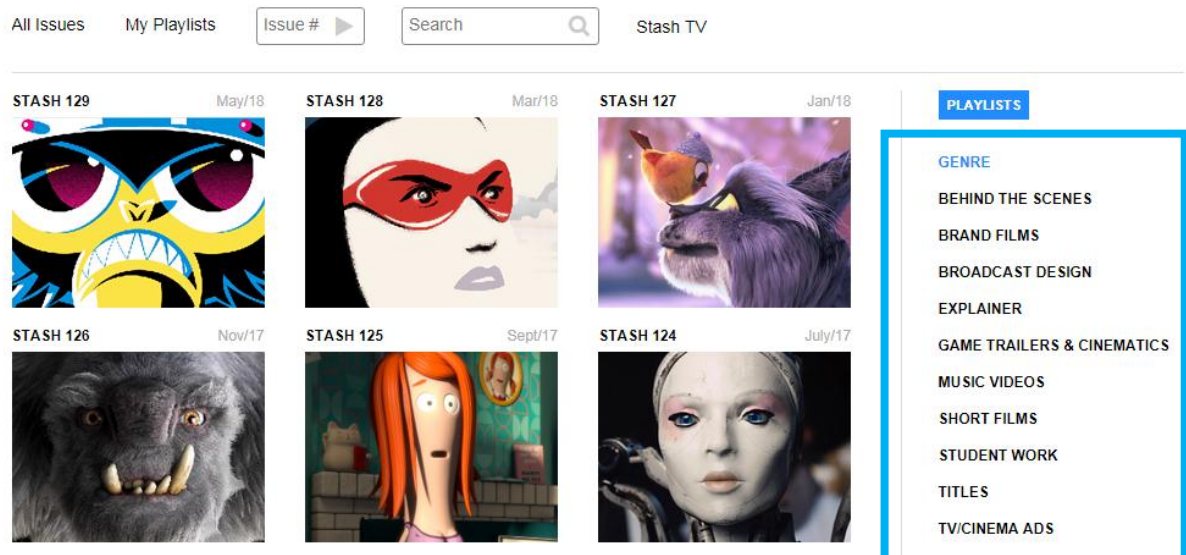 All Issues My Playlists Issue # Search Stash TV
STASH 129 May/18 STASH 128 Mar/18 STASH 127 Jan/18
STASH 126 Nov/17 STASH 125 Sept/17 STASH 124 July/17
PLAYLISTS
GENRE
BEHIND THE SCENES
BRAND FILMS
BROADCAST DESIGN
EXPLAINER
GAME TRAILERS & CINEMATICS
MUSIC VIDEOS
SHORT FILMS
STUDENT WORK
TITLES
TV/CINEMA ADS